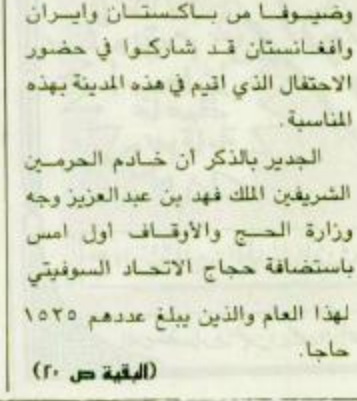 وضيوفا من باكستان وايران
وافغانستان قد شاركوا في حضور
الاحتفال الذي اقيم في هذه المدينة بهذه
المناسبة .
الجدير بالذكر أن خادم الحرمين
الشريفين الملك فهد بن عبدالعزيز وجه
وزارة الحج والأوقاف أول امس
باستضافة حجاج الاتحاد السوفيتي
لهذا العام والذين يبلغ عددهم ١٥٢٥
حاجا.
(البقية ص ٢٠)